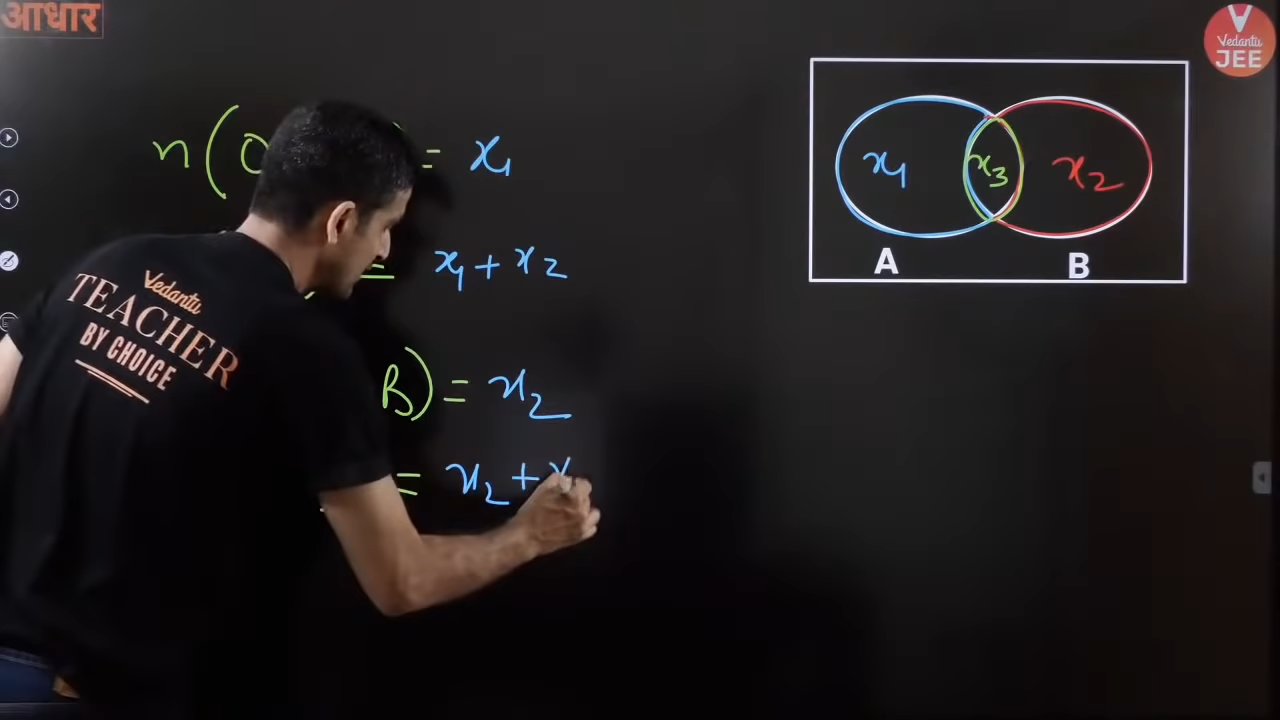 आधार
Vedantu
JEE
n(O = x₁
= x₁ + x₂
B) = x₂
= x₂ + x
x₁ x₃ x₂
A B
Vedantu
TEACHER
BY CHOICE